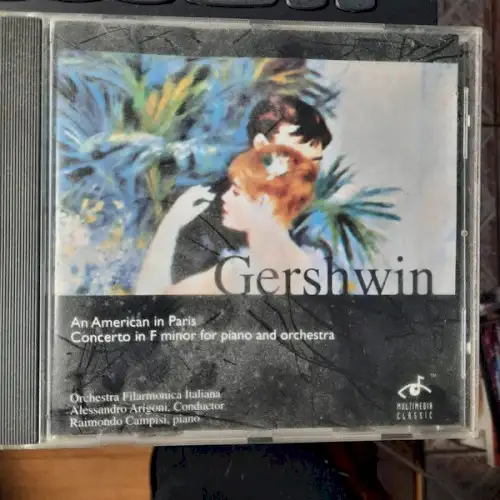 Gershwin
An American in Paris
Concerto in F minor for piano and orchestra
Orchestra Filarmonica Italiana
Alessandro Arigoni, Conductor
Raimondo Campisi, piano
TM
MULTIMEDIA
CLASSIC